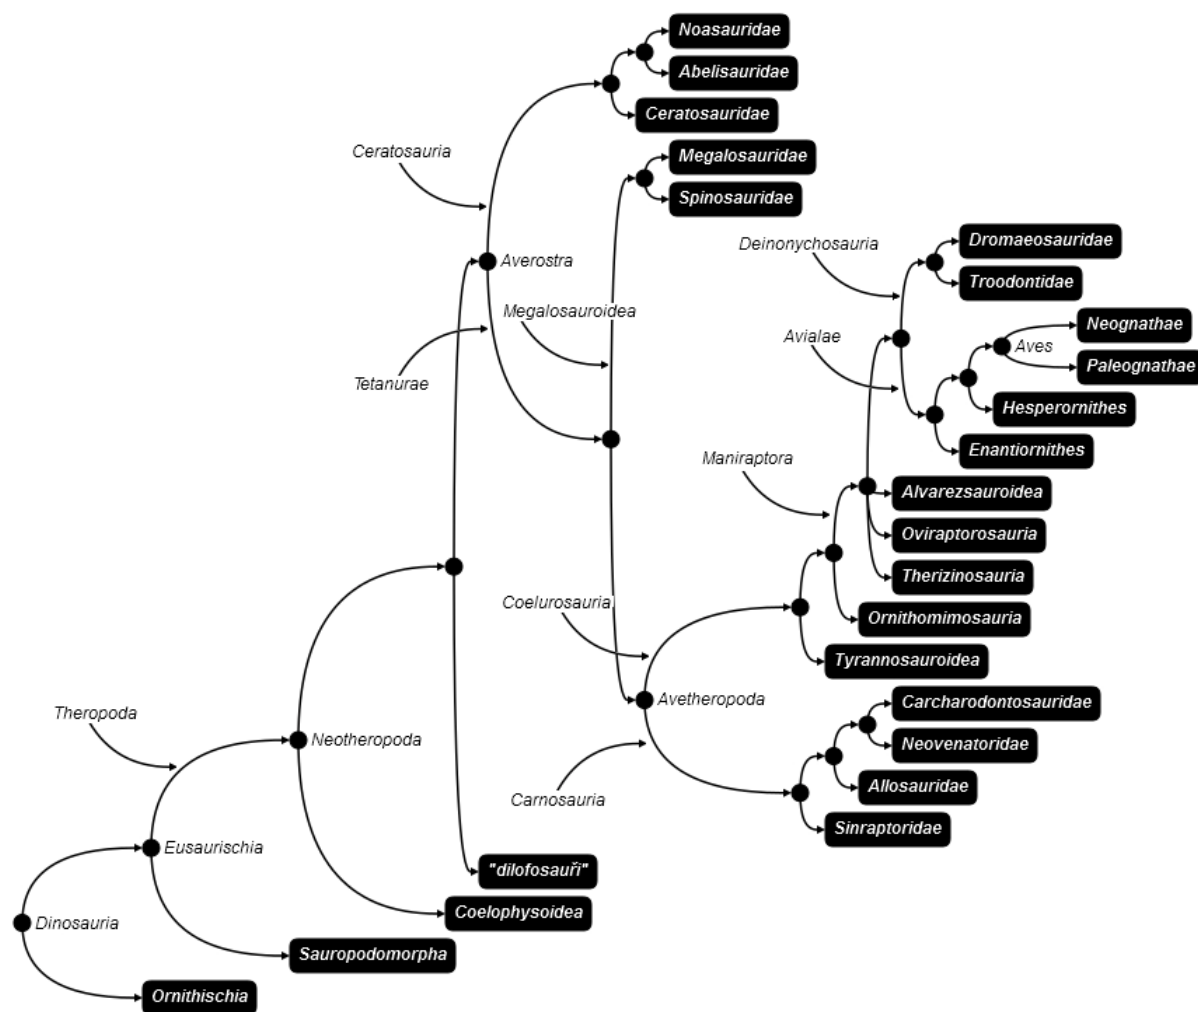 Noasauridae
Abelisauridae
Ceratosauridae
Ceratosauria
Megalosauridae
Spinosauridae
Dromaeosauridae
Deinonychosauria
Averostra
Troodontidae
Megalosauroidea
Neognathae
Avialae
Aves
Paleognathae
Tetanurae
Hesperornithes
Enantiornithes
Maniraptora
Alvarezsauroidea
Oviraptorosauria
Therizinosauria
Coelurosauria
Ornithomimosauria
Tyrannosauroidea
Avetheropoda
Carcharodontosauridae
Theropoda
Neotheropoda
Neovenatoridae
Allosauridae
Carnosauria
Sinraptoridae
Eusaurischia
"dilofosauři"
Coelophysoidea
Dinosauria
Sauropodomorpha
Ornithischia